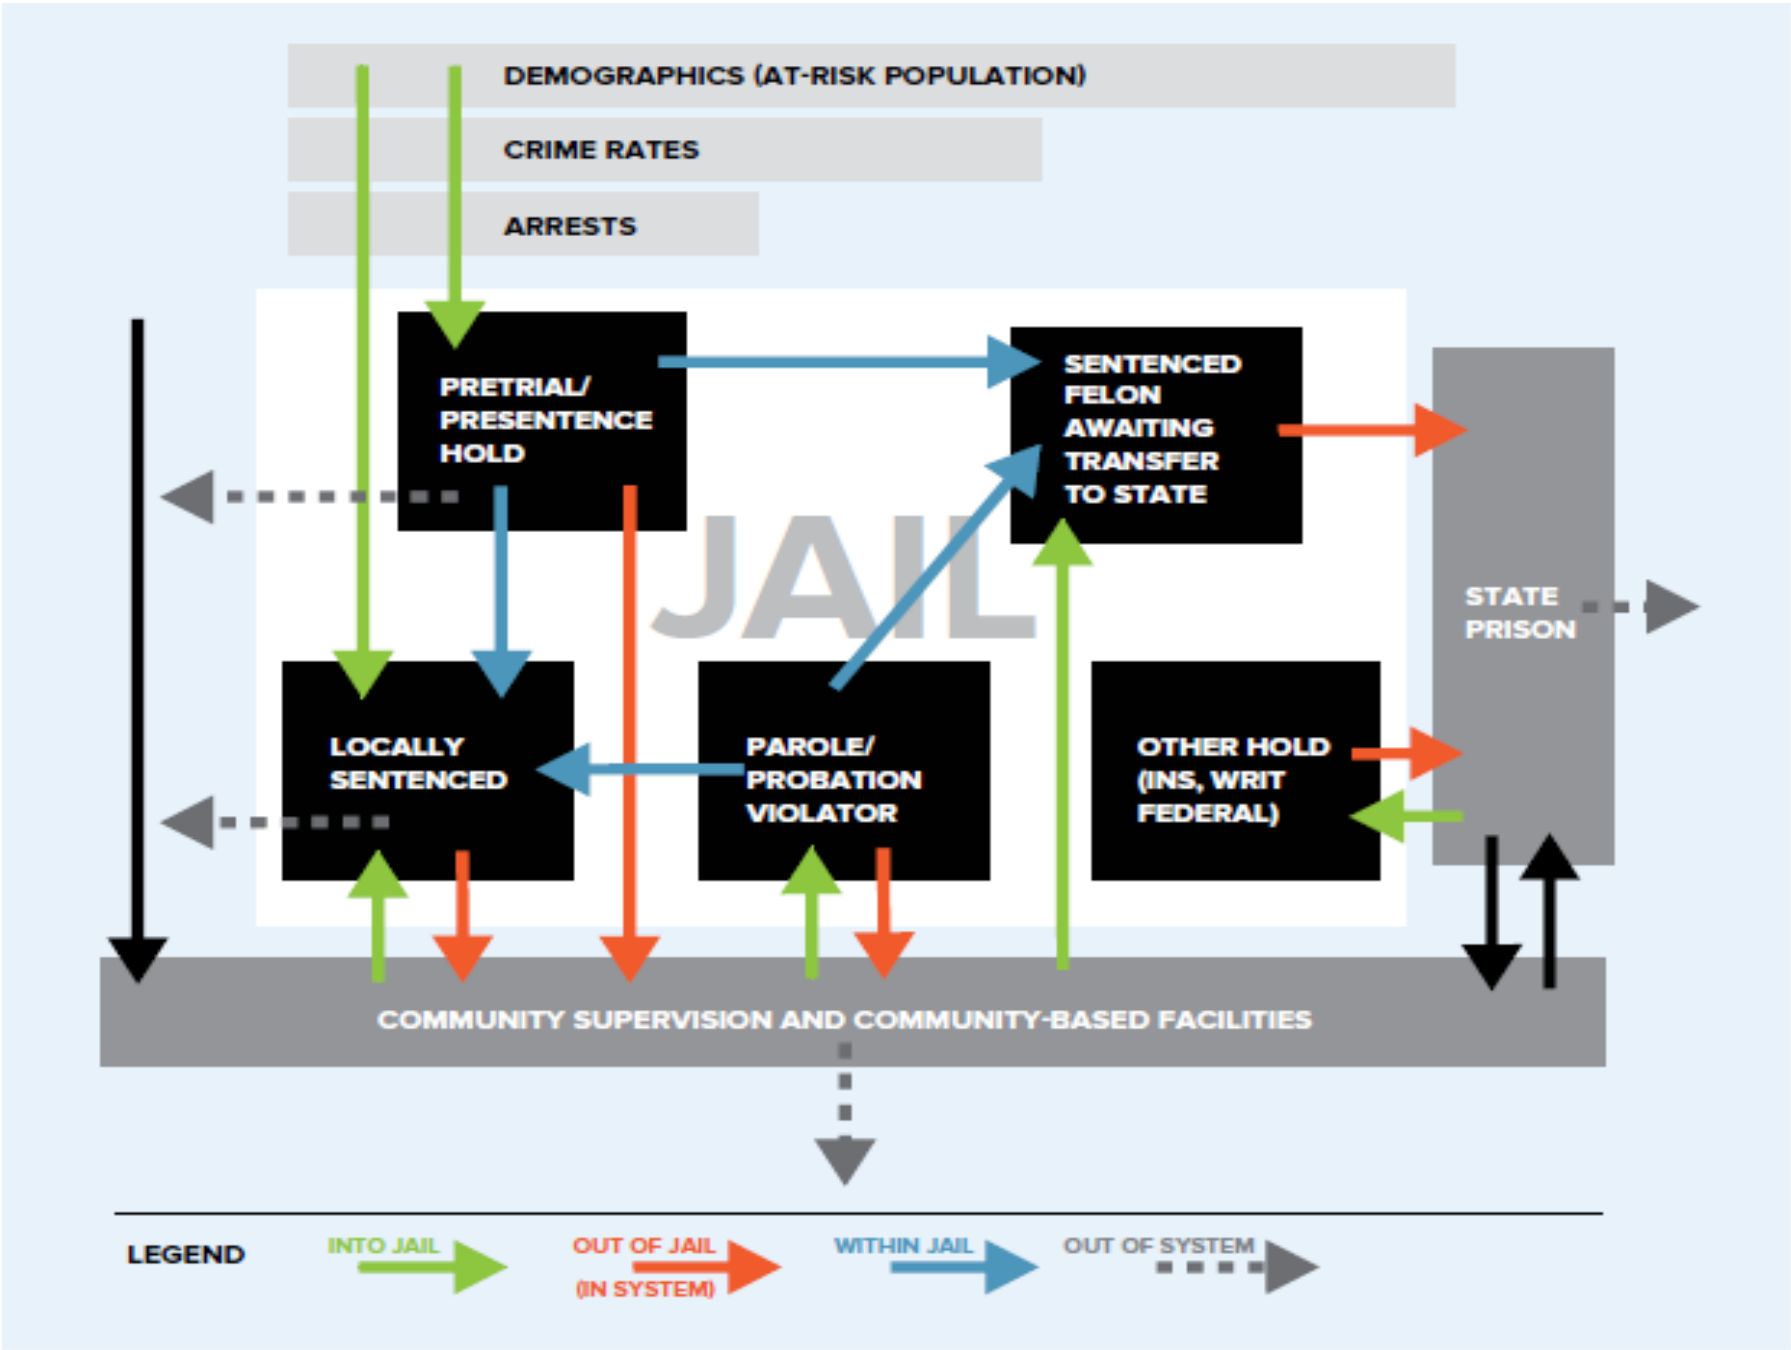 DEMOGRAPHICS (AT-RISK POPULATION)
CRIME RATES
ARRESTS
PRETRIAL/
PRESENTENCE
HOLD
SENTENCED
FELON
AWAITING
TRANSFER
TO STATE
JAIL
STATE
PRISON
LOCALLY
SENTENCED
PAROLE/
PROBATION
VIOLATOR
OTHER HOLD
(INS, WRIT
FEDERAL)
COMMUNITY SUPERVISION AND COMMUNITY-BASED FACILITIES
LEGEND
INTO JAIL
OUT OF JAIL
(IN SYSTEM)
WITHIN JAIL
OUT OF SYSTEM